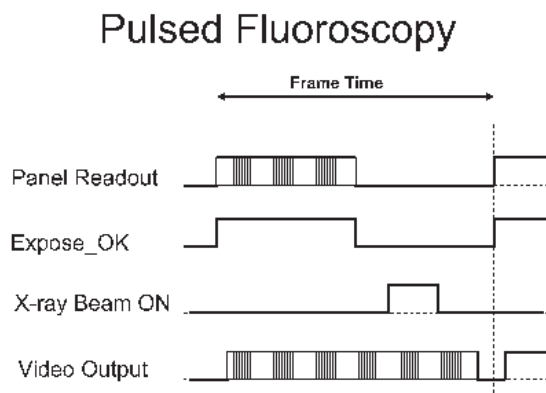 Pulsed Fluoroscopy
Frame Time
Panel Readout
Expose_OK
X-ray Beam ON
Video Output